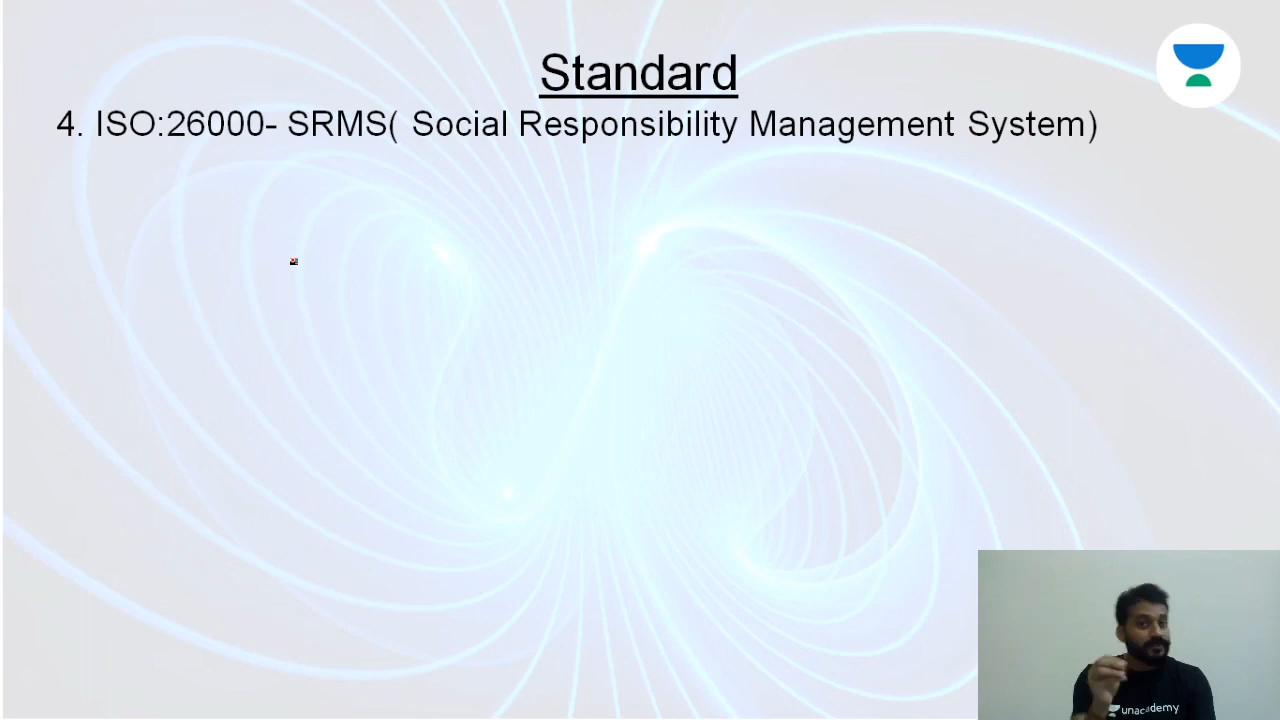 Standard
4. ISO:26000- SRMS( Social Responsibility Management System)
unacademy